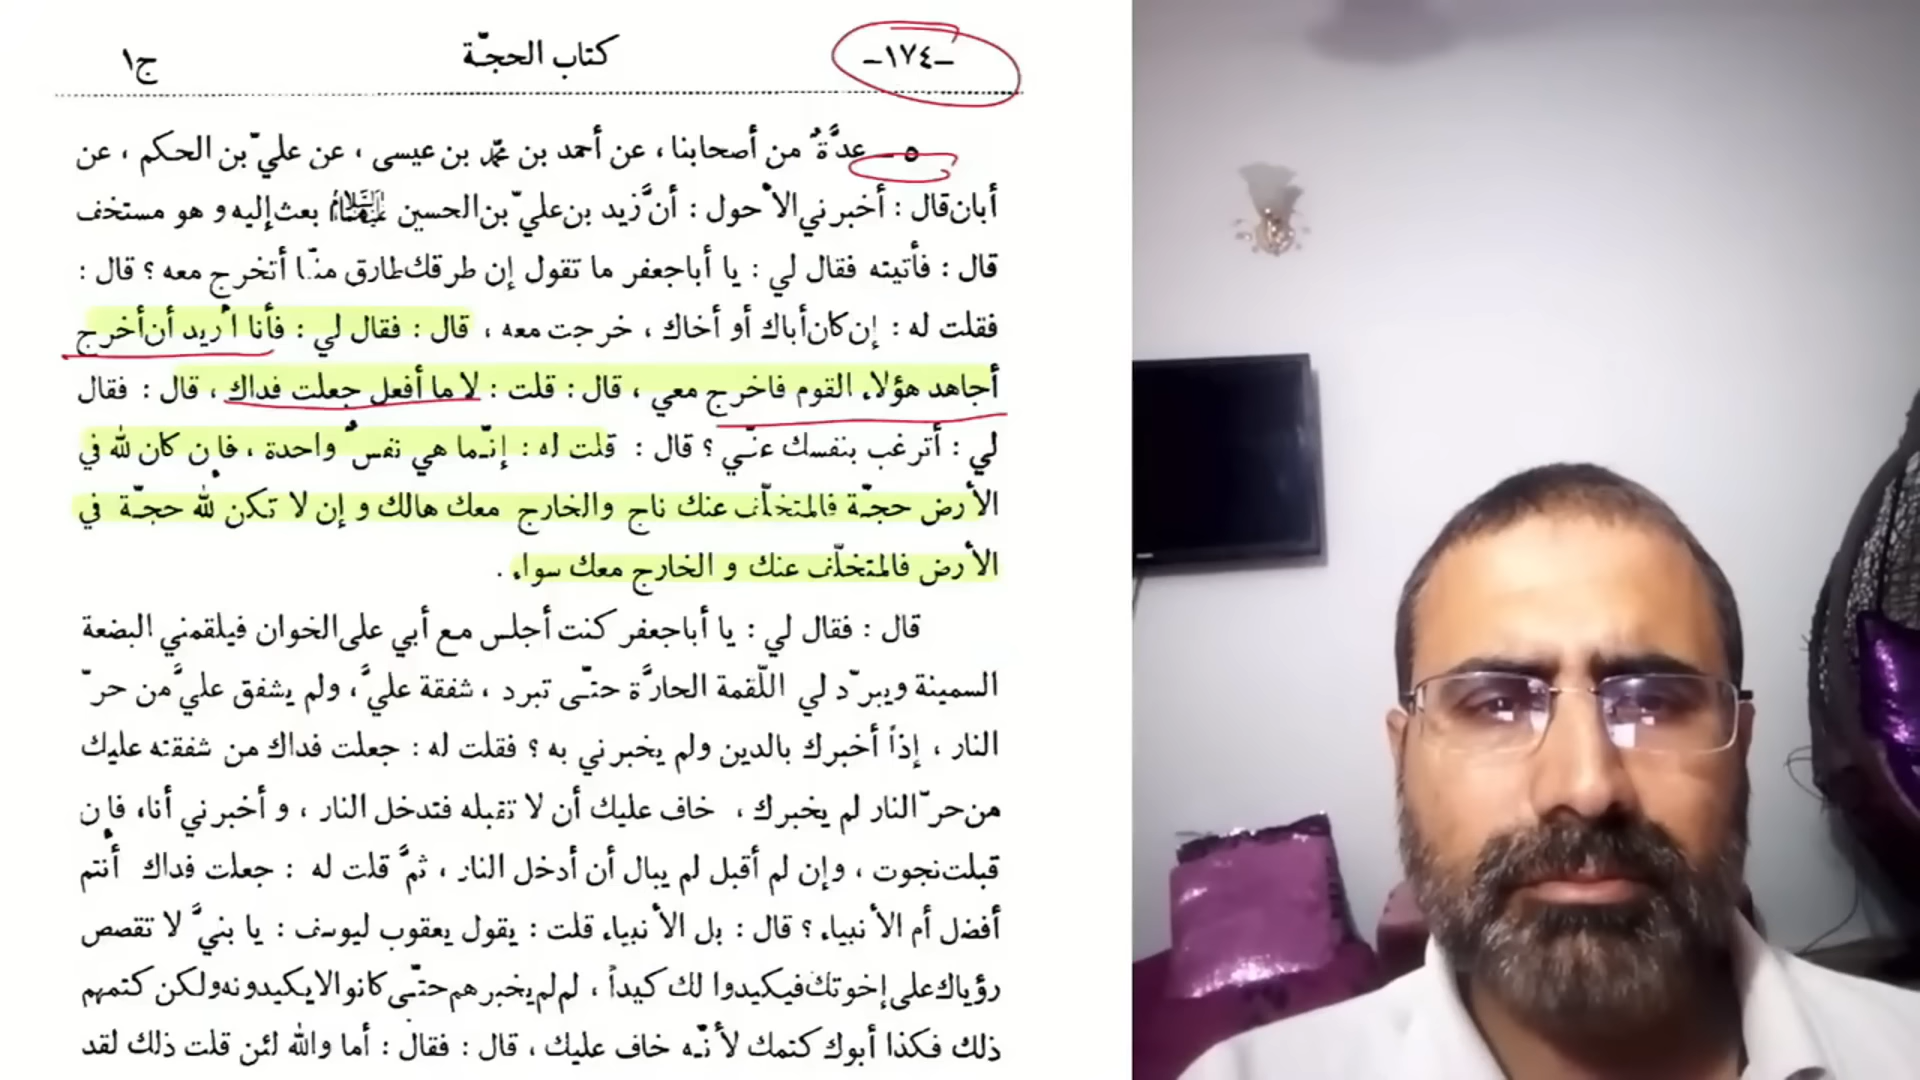 -١٧٤- كتاب الحجّة ج١
٥ - عدَّةٌ من أصحابنا ، عن أحمد بن محمّد بن عيسى ، عن عليّ بن الحكم ، عن
أبان قال : أخبرني الأحول : أنَّ زيد بن عليّ بن الحسين عليهما السلام بعث إليه و هو مستخف
قال : فأتيته فقال لي : يا أباجعفر ما تقول إن طرقك طارق منّا أتخرج معه ؟ قال :
فقلت له : إن كان أباك أو أخاك ، خرجت معه ، قال : فقال لي : فأنا اُريد أن أخرج
أجاهد هؤلاء القوم فاخرج معي ، قال : قلت : لا ما أفعل جعلت فداك ، قال : فقال
لي : أترغب بنفسك عنّي ؟ قال : قلت له : إنّما هي نفسٌ واحدة ، فإن كان لله في
الأرض حجّة فالمتخلّف عنك ناج والخارج معك هالك و إن لا تكن لله حجّة في
الأرض فالمتخلّف عنك و الخارج معك سواء .
قال : فقال لي : يا أباجعفر كنت أجلس مع أبي على الخوان فيلقمني البضعة
السمينة ويبرّد لي اللّقمة الحارَّة حتّى تبرد ، شفقة عليَّ ، ولم يشفق عليَّ من حرّ
النار ، إذاً أخبرك بالدين ولم يخبرني به ؟ فقلت له : جعلت فداك من شفقته عليك
من حرّ النار لم يخبرك ، خاف عليك أن لا تقبله فتدخل النار ، و أخبرني أنا، فإن
قبلت نجوت ، وإن لم أقبل لم يبال أن أدخل النار ، ثمَّ قلت له : جعلت فداك أنتم
أفضل أم الأنبياء ؟ قال : بل الأنبياء قلت : يقول يعقوب ليوسف : يا بنيَّ لا تقصص
رؤياك على إخوتك فيكيدوا لك كيداً ، لم لم يخبرهم حتّى كانوا لا يكيدونه ولكن كتمهم
ذلك فكذا أبوك كتمك لأنّه خاف عليك ، قال : فقال : أما والله لئن قلت ذلك لقد